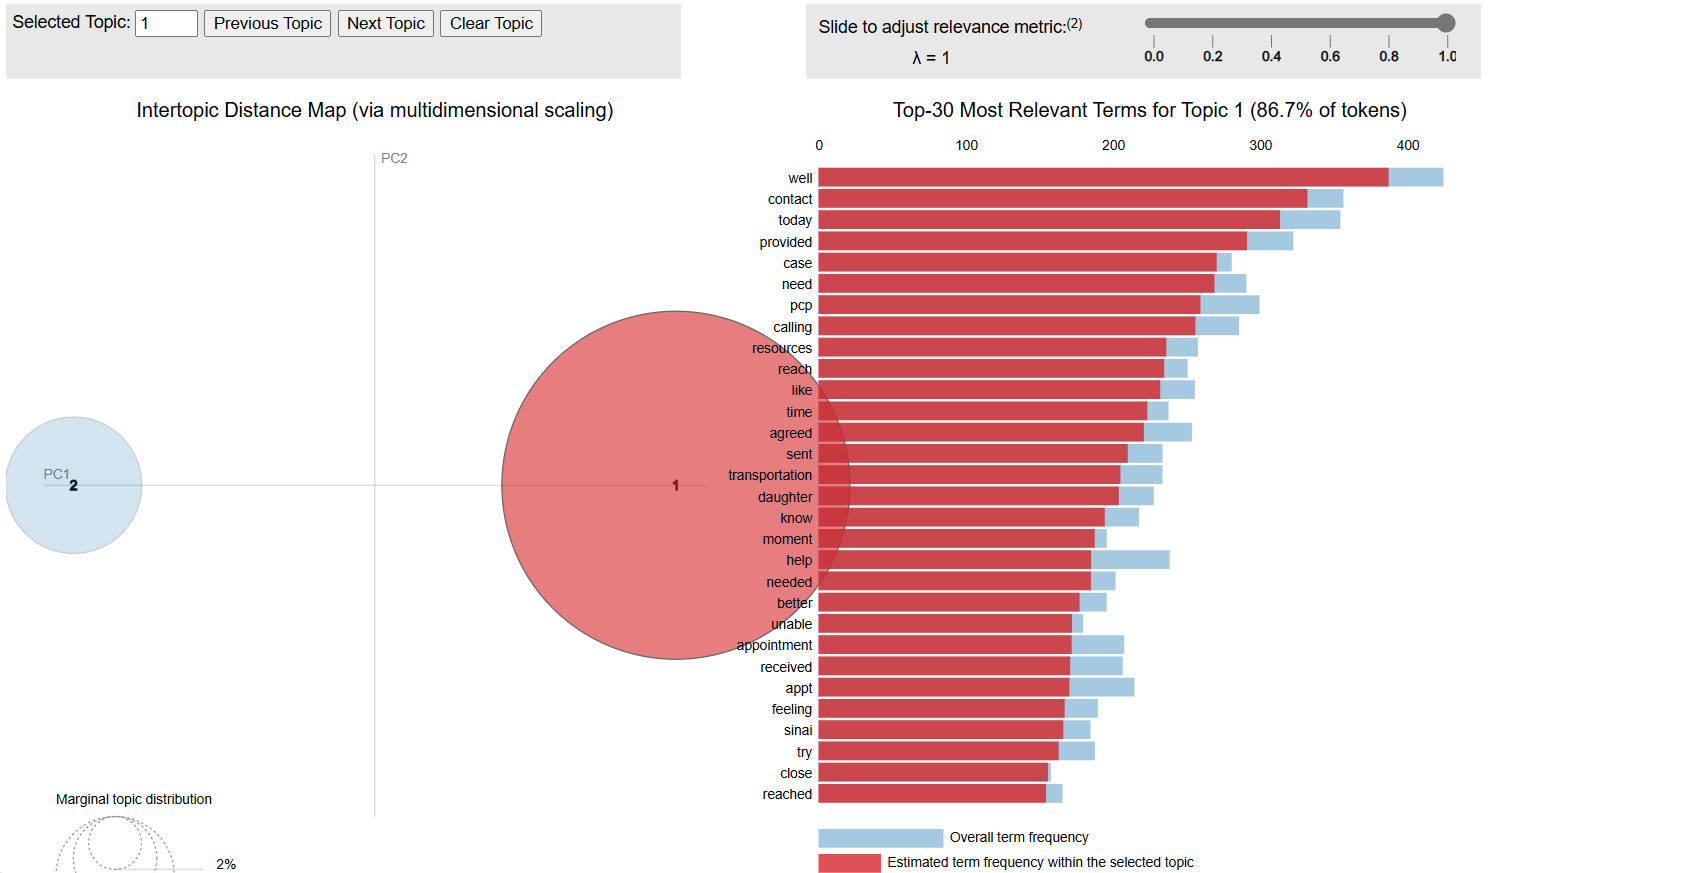 Selected Topic: 1 Previous Topic Next Topic Clear Topic
Slide to adjust relevance metric:(2)
λ = 1
0.0 0.2 0.4 0.6 0.8 1.0
Intertopic Distance Map (via multidimensional scaling)
PC2
PC1
2
1
Marginal topic distribution
2%
Top-30 Most Relevant Terms for Topic 1 (86.7% of tokens)
0 100 200 300 400
well
contact
today
provided
case
need
pcp
calling
resources
reach
like
time
agreed
sent
transportation
daughter
know
moment
help
needed
better
unable
appointment
received
appt
feeling
sinai
try
close
reached
Overall term frequency
Estimated term frequency within the selected topic